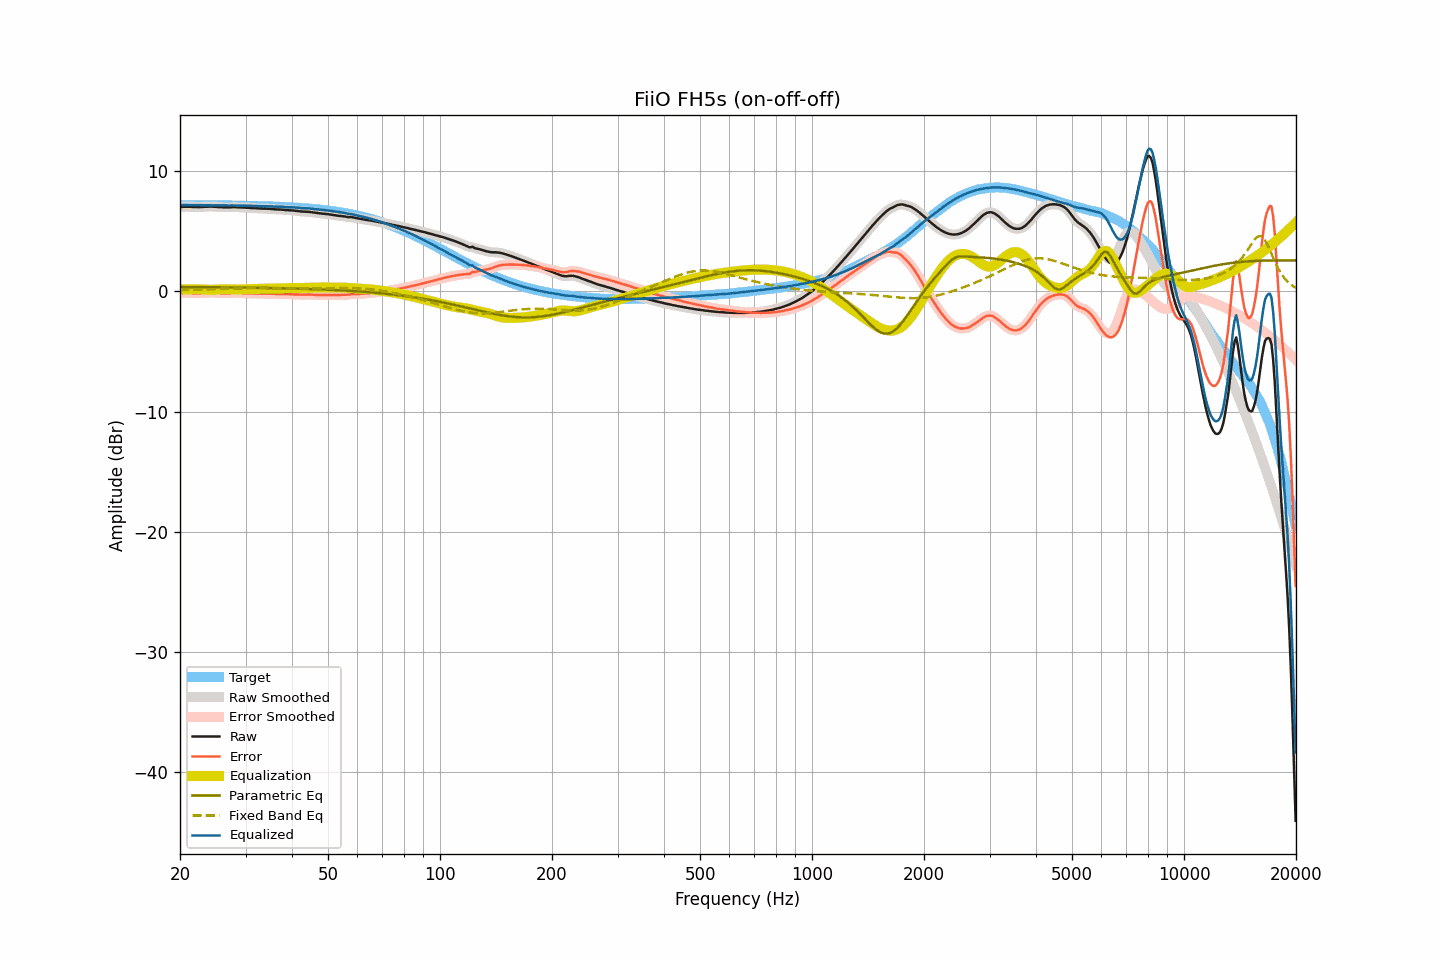 FiiO FH5s (on-off-off)
Amplitude (dBr)
10
0
−10
−20
−30
−40
Target
Raw Smoothed
Error Smoothed
Raw
Error
Equalization
Parametric Eq
Fixed Band Eq
Equalized
20 50 100 200 500 1000 2000 5000 10000 20000
Frequency (Hz)